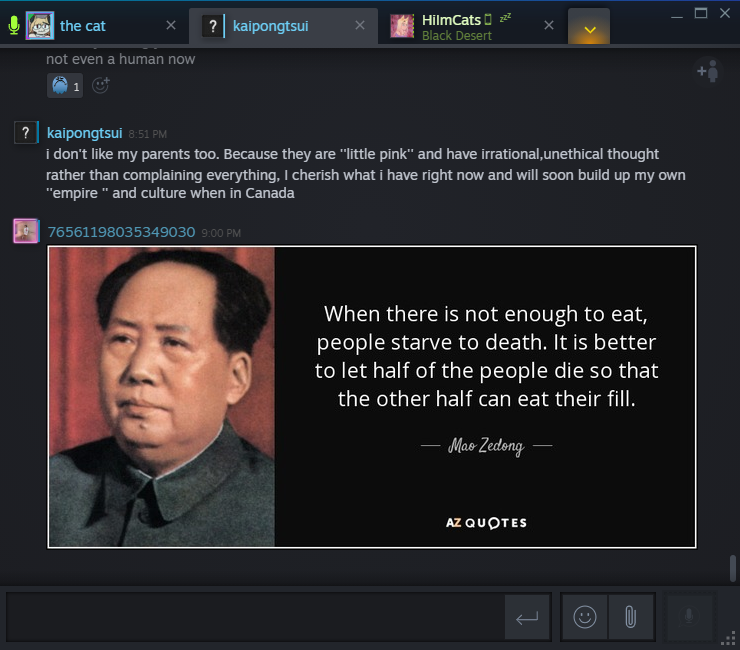 the cat
? kaipongtsui
HilmCats zzZ
Black Desert
not even a human now
1
? kaipongtsui 8:51 PM
i don't like my parents too. Because they are ''little pink'' and have irrational,unethical thought
rather than complaining everything, I cherish what i have right now and will soon build up my own
''empire '' and culture when in Canada
76561198035349030 9:00 PM
When there is not enough to eat,
people starve to death. It is better
to let half of the people die so that
the other half can eat their fill.
— Mao Zedong —
AZ QUOTES